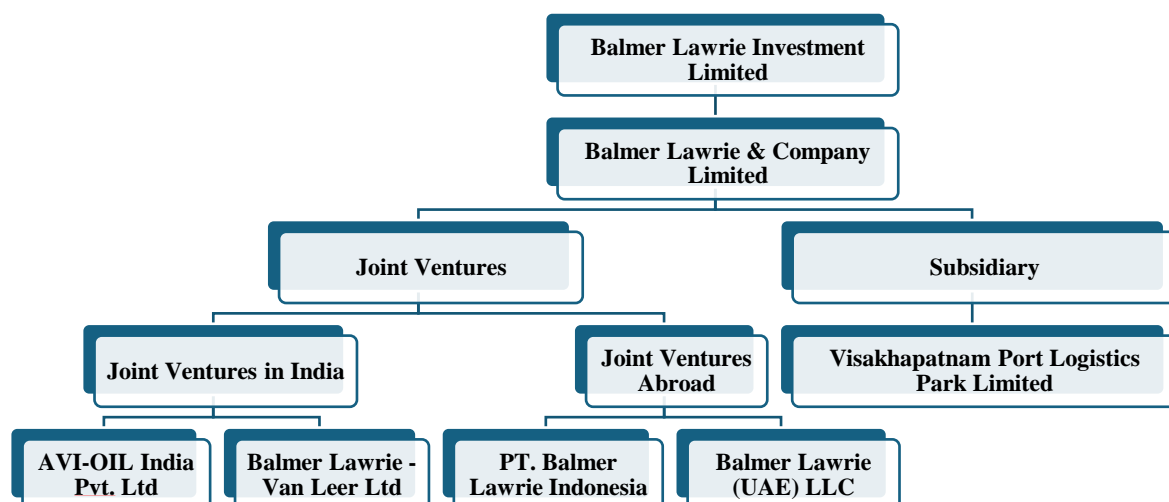 Balmer Lawrie Investment
Limited
Balmer Lawrie & Company
Limited
Joint Ventures
Subsidiary
Joint Ventures in India
Joint Ventures
Abroad
Visakhapatnam Port Logistics
Park Limited
AVI-OIL India
Pvt. Ltd
Balmer Lawrie -
Van Leer Ltd
PT. Balmer
Lawrie Indonesia
Balmer Lawrie
(UAE) LLC